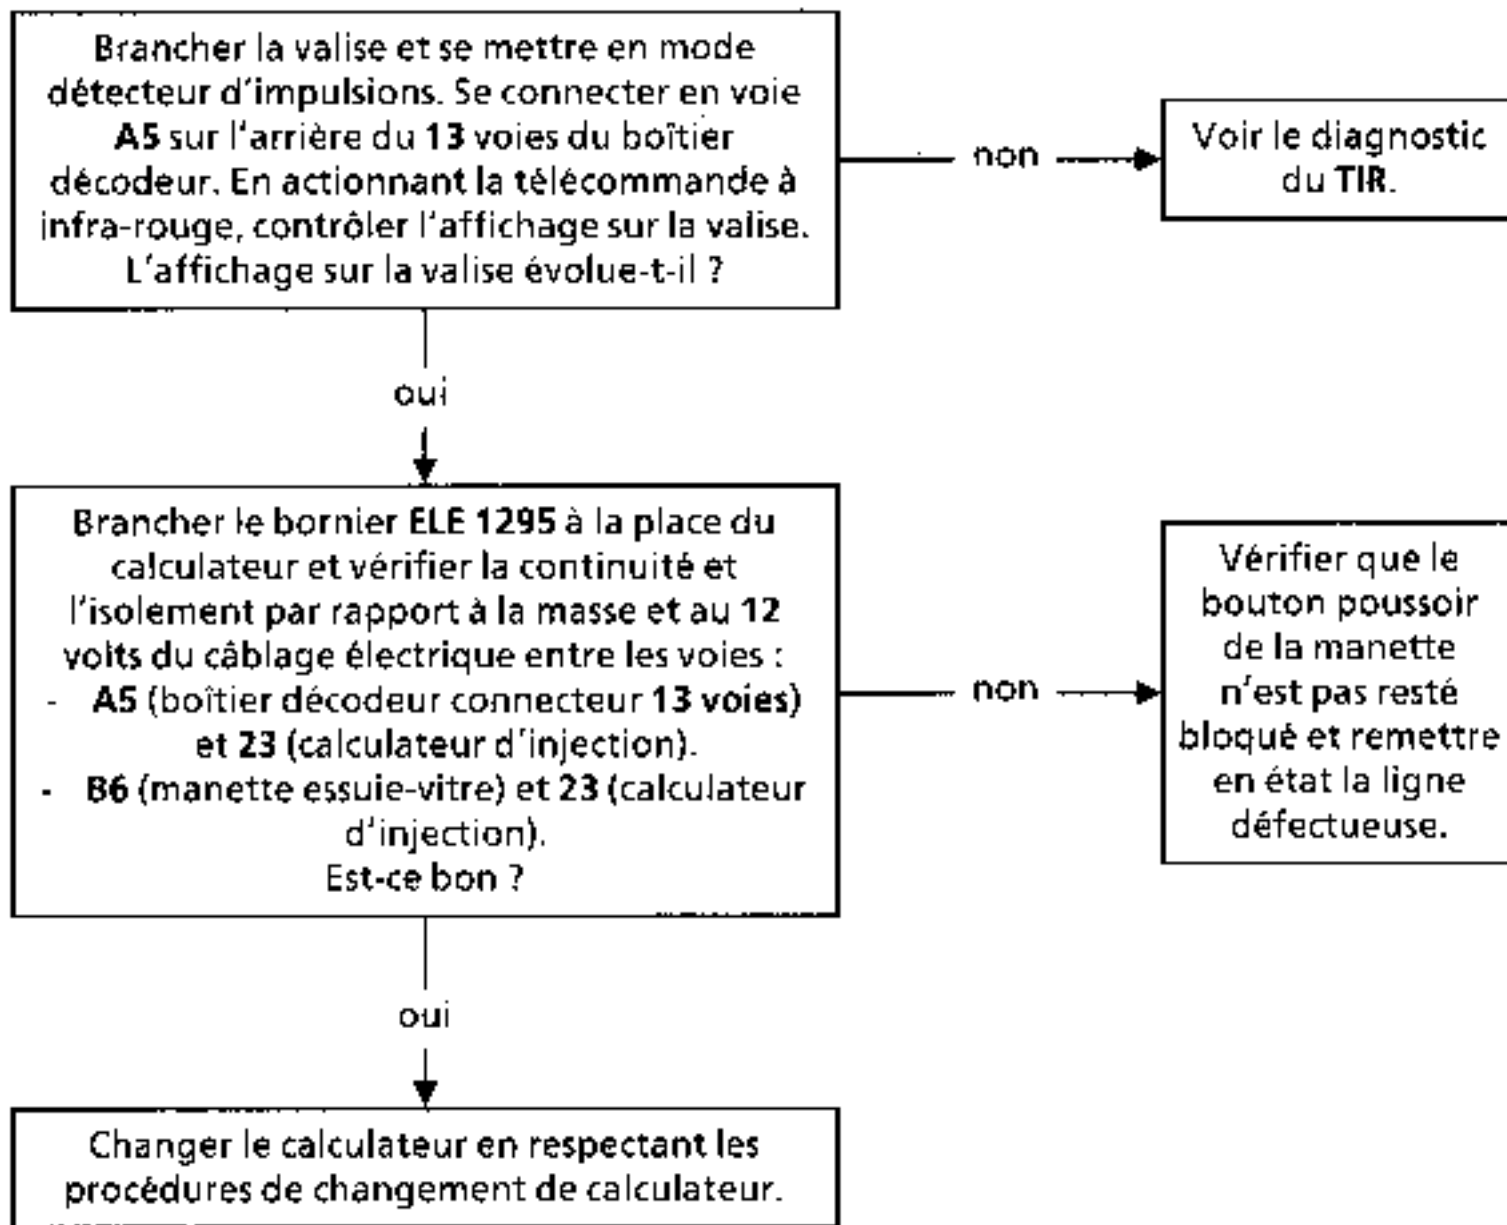 Brancher la valise et se mettre en mode
détecteur d'impulsions. Se connecter en voie
A5 sur l'arrière du 13 voies du boîtier
décodeur. En actionnant la télécommande à
infra-rouge, contrôler l'affichage sur la valise.
L'affichage sur la valise évolue-t-il ?
non
Voir le diagnostic
du TIR.
oui
Brancher le bornier ELE 1295 à la place du
calculateur et vérifier la continuité et
l'isolement par rapport à la masse et au 12
volts du câblage électrique entre les voies :
- A5 (boîtier décodeur connecteur 13 voies)
et 23 (calculateur d'injection).
- B6 (manette essuie-vitre) et 23 (calculateur
d'injection).
Est-ce bon ?
non
Vérifier que le
bouton poussoir
de la manette
n'est pas resté
bloqué et remettre
en état la ligne
défectueuse.
oui
Changer le calculateur en respectant les
procédures de changement de calculateur.